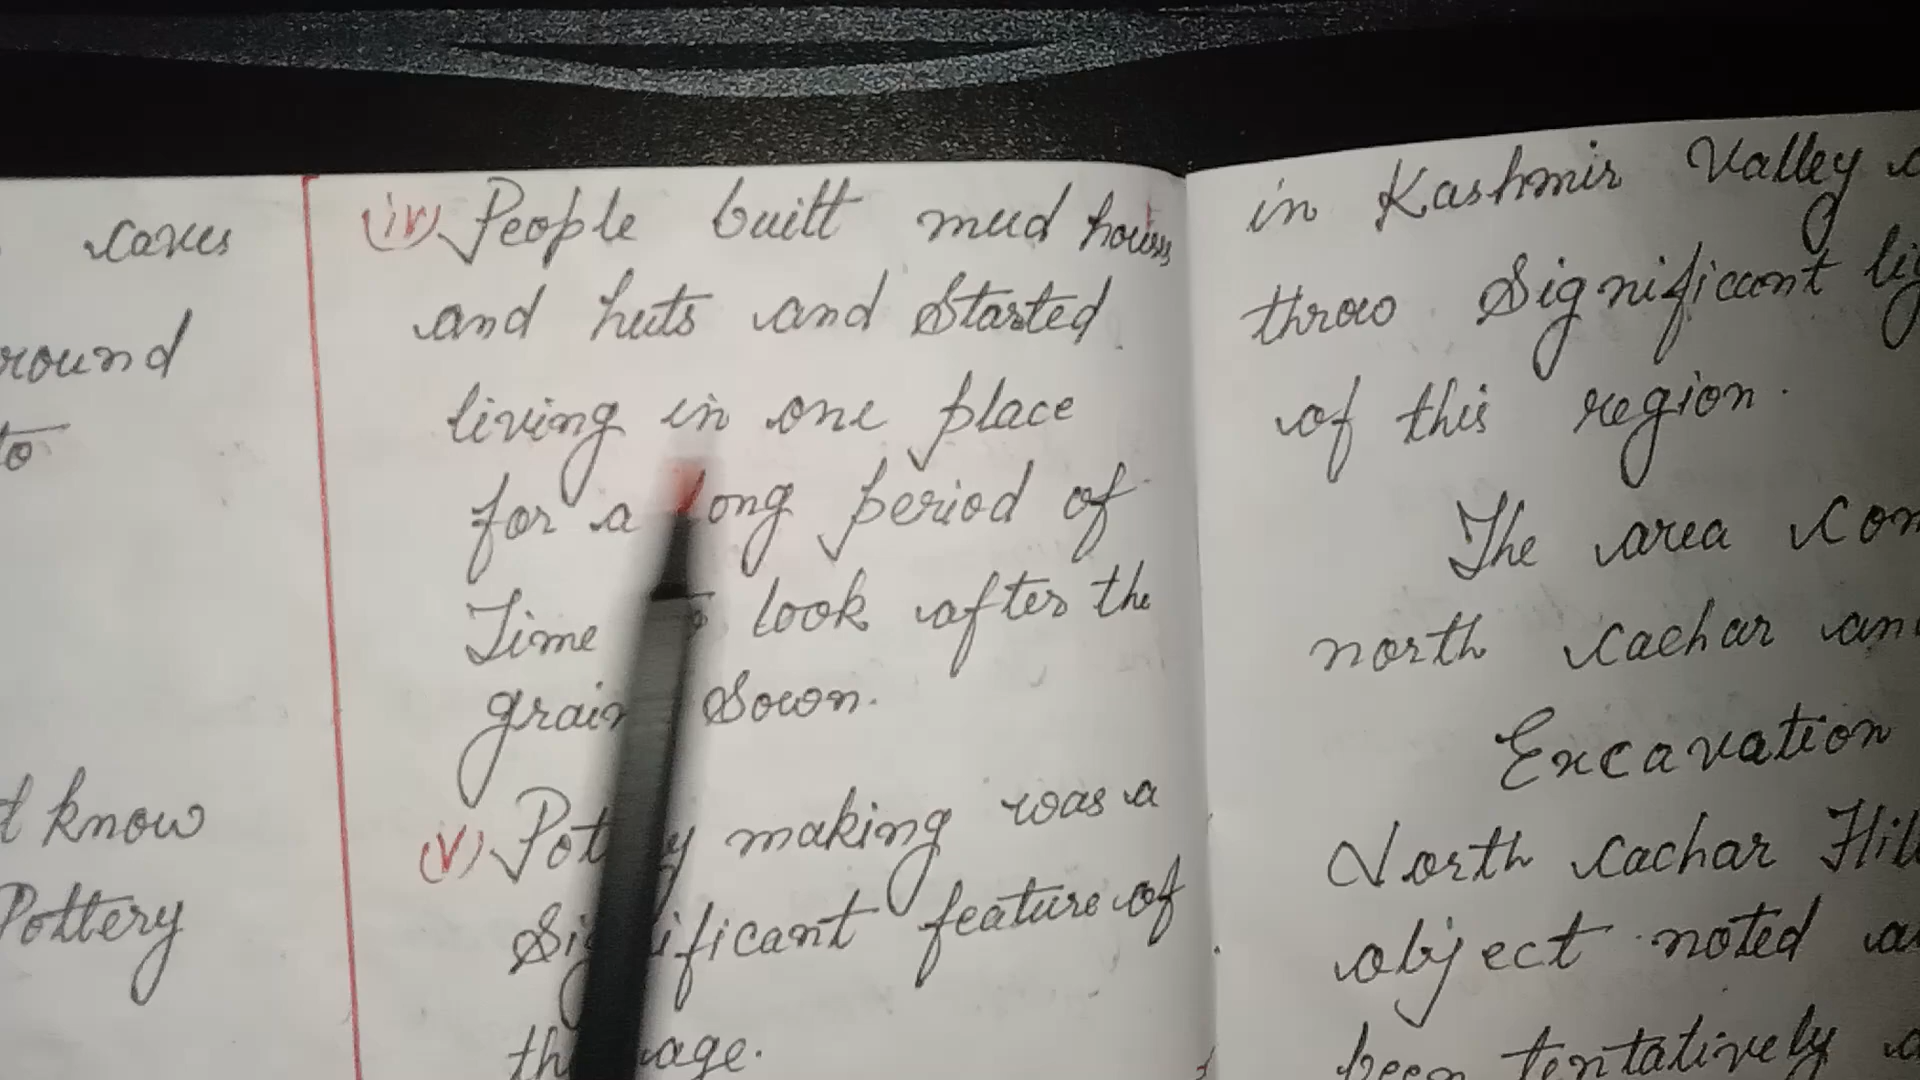 caves
round
to
know
Pottery
(iv) People built mud houses
and huts and Started
living in one place
for a long period of
Time look after the
grain Sown.
(v) Pottery making was a
Significant feature of
age.
in Kashmir Valley
throw Significant
of this region.
The area
north cachar
Excavation
North cachar
object noted
been tentatively